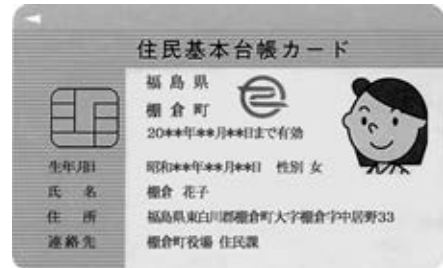 住民基本台帳カード
福島県
棚倉町
20**年**月**日まで有効
生年月日 昭和**年**月**日 性別 女
氏名 棚倉 花子
住所 福島県東白川郡棚倉町大字棚倉字中居野33
連絡先 棚倉町役場 住民課